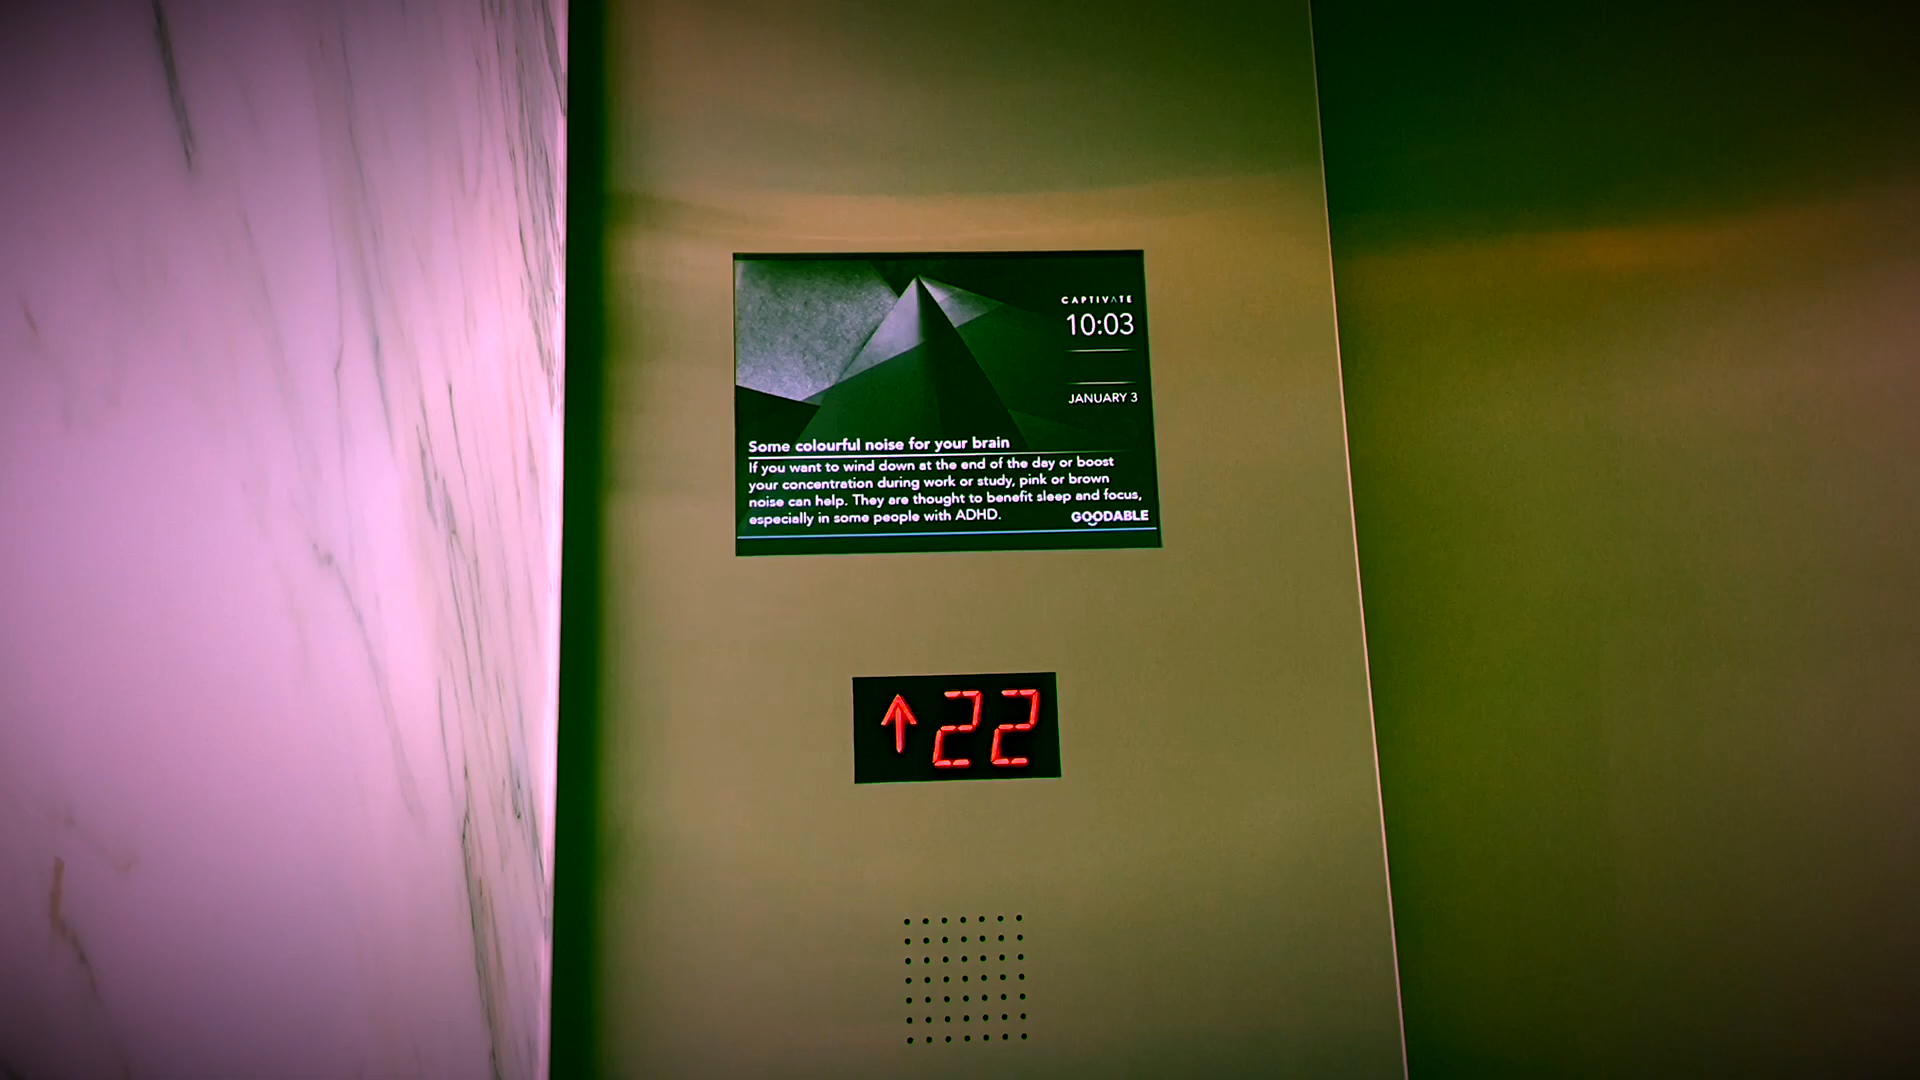 CAPTIVATE
10:03
JANUARY 3
Some colourful noise for your brain
If you want to wind down at the end of the day or boost
your concentration during work or study, pink or brown
noise can help. They are thought to benefit sleep and focus,
especially in some people with ADHD.
GOODABLE
↑22